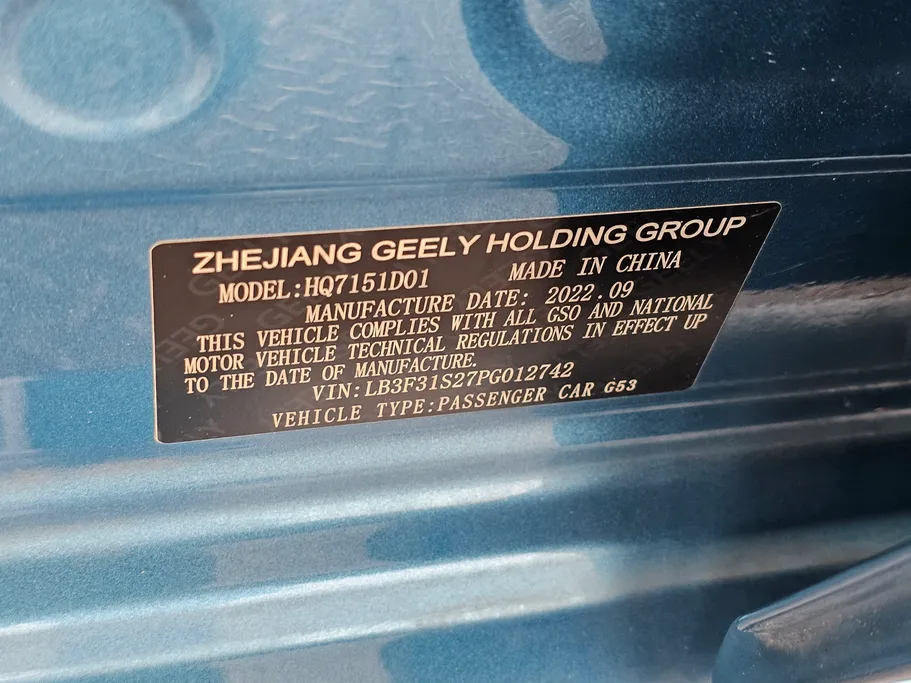 ZHEJIANG GEELY HOLDING GROUP
MODEL:HQ7151D01 MADE IN CHINA
MANUFACTURE DATE: 2022.09
THIS VEHICLE COMPLIES WITH ALL GSO AND NATIONAL
MOTOR VEHICLE TECHNICAL REGULATIONS IN EFFECT UP
TO THE DATE OF MANUFACTURE.
VIN:LB3F31S27PG012742
VEHICLE TYPE:PASSENGER CAR G53